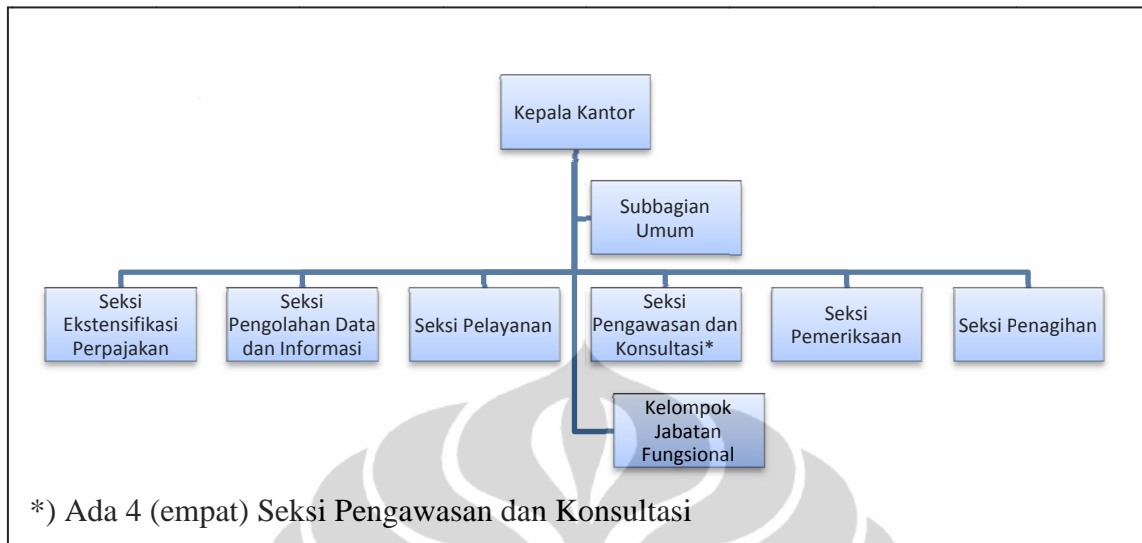 Kepala Kantor
Subbagian
Umum
Seksi
Ekstensifikasi
Perpajakan
Seksi
Pengolahan Data
dan Informasi
Seksi Pelayanan
Seksi
Pengawasan dan
Konsultasi*
Seksi
Pemeriksaan
Seksi Penagihan
Kelompok
Jabatan
Fungsional
*) Ada 4 (empat) Seksi Pengawasan dan Konsultasi